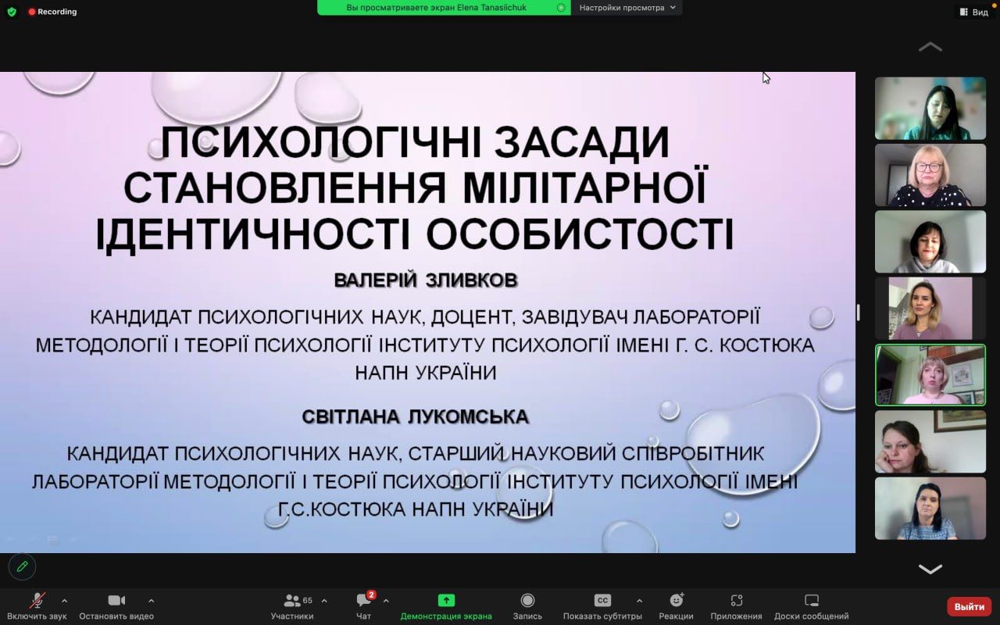 Recording
Вы просматриваете экран Elena Tanasiichuk
Настройки просмотра
Вид
ПСИХОЛОГІЧНІ ЗАСАДИ
СТАНОВЛЕННЯ МІЛІТАРНОЇ
ІДЕНТИЧНОСТІ ОСОБИСТОСТІ
ВАЛЕРІЙ ЗЛИВКОВ
КАНДИДАТ ПСИХОЛОГІЧНИХ НАУК, ДОЦЕНТ, ЗАВІДУВАЧ ЛАБОРАТОРІЇ
МЕТОДОЛОГІЇ І ТЕОРІЇ ПСИХОЛОГІЇ ІНСТИТУТУ ПСИХОЛОГІЇ ІМЕНІ Г. С. КОСТЮКА
НАПН УКРАЇНИ
СВІТЛАНА ЛУКОМСЬКА
КАНДИДАТ ПСИХОЛОГІЧНИХ НАУК, СТАРШИЙ НАУКОВИЙ СПІВРОБІТНИК
ЛАБОРАТОРІЇ МЕТОДОЛОГІЇ І ТЕОРІЇ ПСИХОЛОГІЇ ІНСТИТУТУ ПСИХОЛОГІЇ ІМЕНІ
Г.С.КОСТЮКА НАПН УКРАЇНИ
65
2
CC
Включить звук
Остановить видео
Участники
Чат
Демонстрация экрана
Запись
Показать субтитры
Реакции
Приложения
Доски сообщений
Выйти